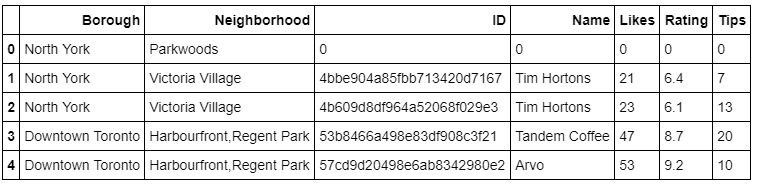 Borough Neighborhood ID Name Likes Rating Tips
0 North York Parkwoods 0 0 0 0 0
1 North York Victoria Village 4bbe904a85fbb713420d7167 Tim Hortons 21 6.4 7
2 North York Victoria Village 4b609d8df964a52068f029e3 Tim Hortons 23 6.1 13
3 Downtown Toronto Harbourfront,Regent Park 53b8466a498e83df908c3f21 Tandem Coffee 47 8.7 20
4 Downtown Toronto Harbourfront,Regent Park 57cd9d20498e6ab8342980e2 Arvo 53 9.2 10